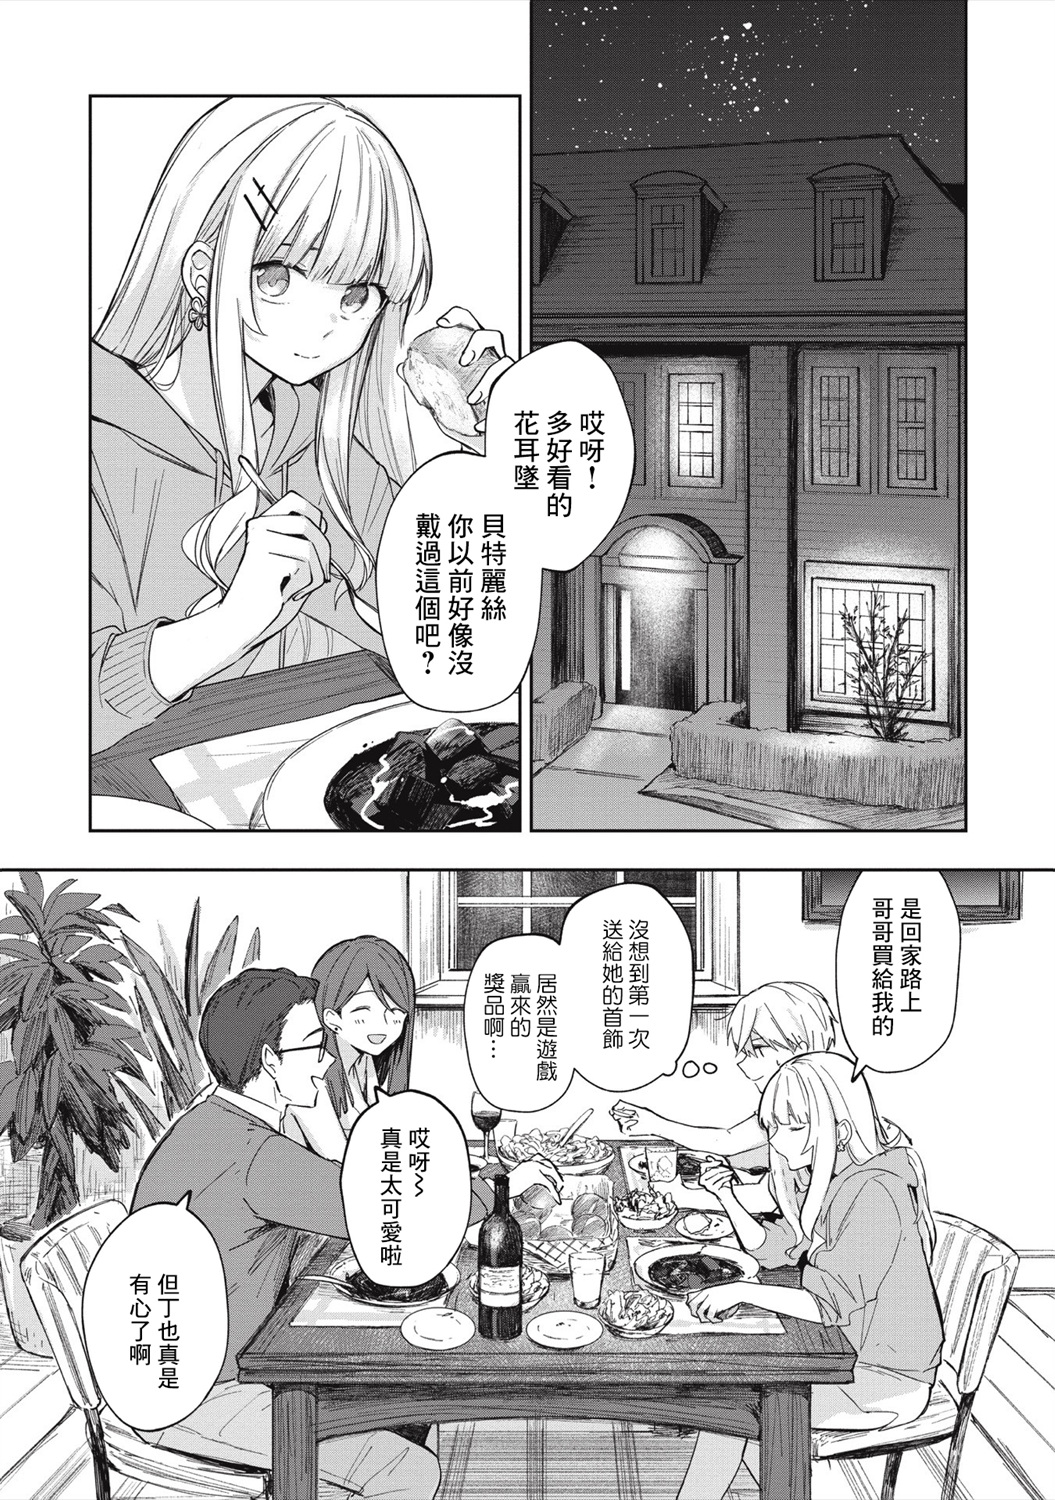 哎呀！
多好看的
花耳墜
貝特麗絲
你以前好像沒
戴過這個吧？
是回家路上
哥哥買給我的
沒想到第一次
送給她的首飾
居然是遊戲
贏來的
獎品啊…
哎呀~
真是太可愛啦
但丁也真是
有心了啊